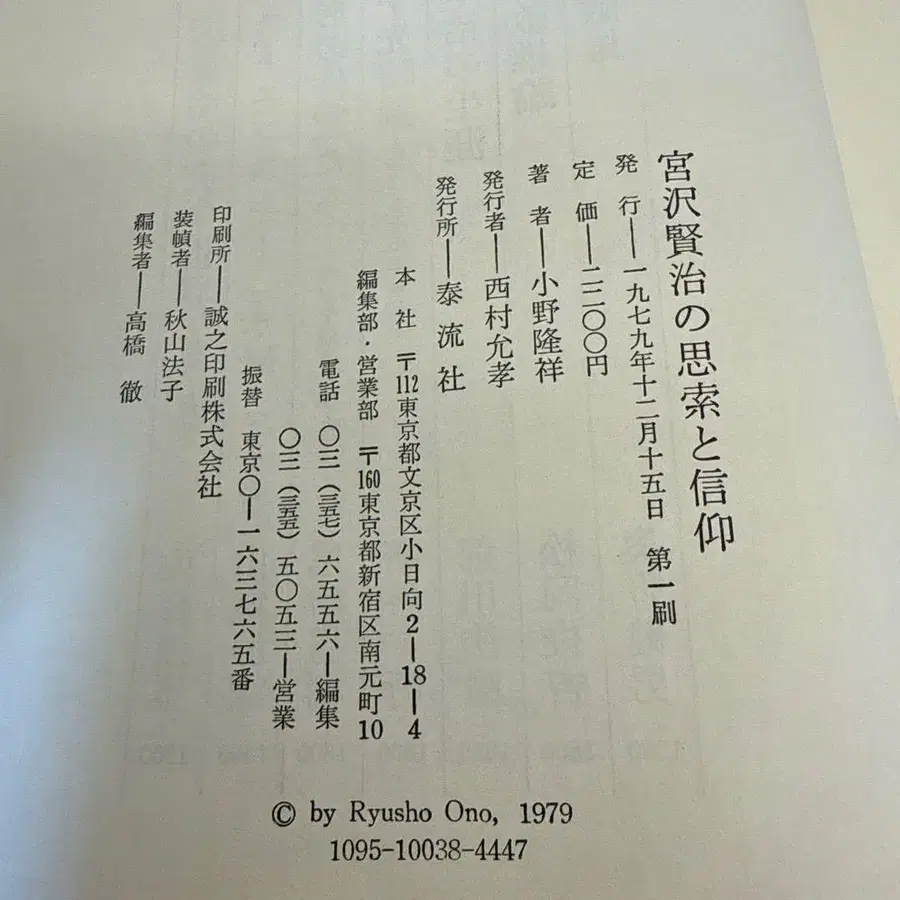 宮沢賢治の思索と信仰
発行――一九七九年十二月十五日 第一刷
定価――二二〇〇円
著者――小野隆祥
発行者――西村允孝
発行所――泰流社
本社 〒112東京都文京区小日向2―18―4
編集部・営業部 〒160東京都新宿区南元町10
電話 〇三(三五七)六五五六―編集
〇三(三五五)五〇五三―営業
振替 東京〇―一六三七六五番
印刷所――誠之印刷株式会社
装幀者――秋山法子
編集者――高橋 徹
© by Ryusho Ono, 1979
1095-10038-4447